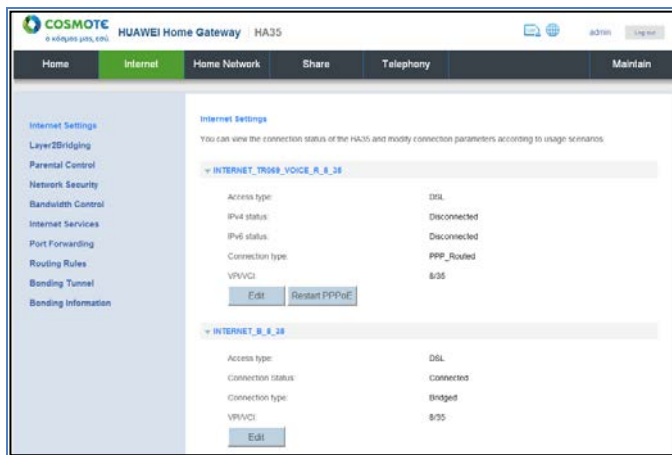 COSMOTE
ο κόσμος μας, εσύ.
HUAWEI Home Gateway HA35
admin
Log out
Home Internet Home Network Share Telephony Maintain
Internet Settings
Layer2Bridging
Parental Control
Network Security
Bandwidth Control
Internet Services
Port Forwarding
Routing Rules
Bonding Tunnel
Bonding Information
Internet Settings
You can view the connection status of the HA35 and modify connection parameters according to usage scenarios.
INTERNET_TR069_VOICE_R_8_35
Access type: DSL
IPv4 status: Disconnected
IPv6 status: Disconnected
Connection type: PPP_Routed
VPI/VCI: 8/35
Edit Restart PPPoE
INTERNET_B_8_35
Access type: DSL
Connection Status: Connected
Connection type: Bridged
VPI/VCI: 8/35
Edit